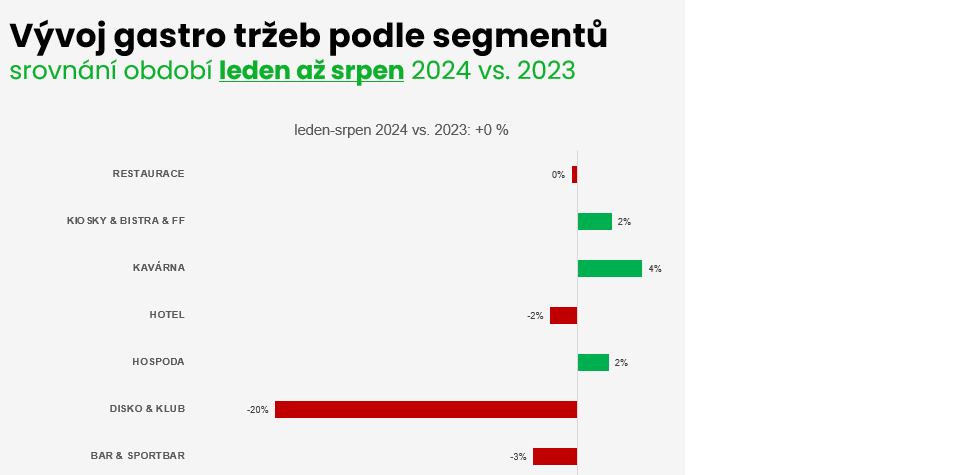 Vývoj gastro tržeb podle segmentů
srovnání období leden až srpen 2024 vs. 2023
leden-srpen 2024 vs. 2023: +0 %
RESTAURACE 0%
KIOSKY & BISTRA & FF 2%
KAVÁRNA 4%
HOTEL -2%
HOSPODA 2%
DISKO & KLUB -20%
BAR & SPORTBAR -3%